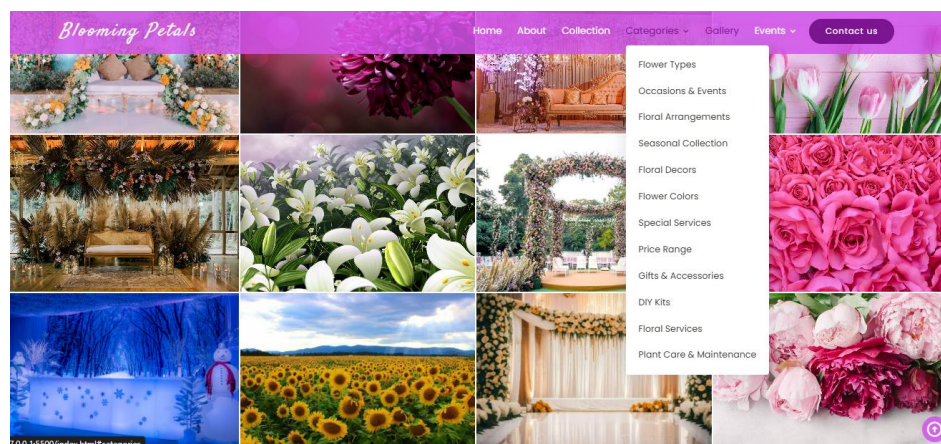 Blooming Petals
Home About Collection Categories Gallery Events Contact us
Flower Types
Occasions & Events
Floral Arrangements
Seasonal Collection
Floral Decors
Flower Colors
Special Services
Price Range
Gifts & Accessories
DIY Kits
Floral Services
Plant Care & Maintenance